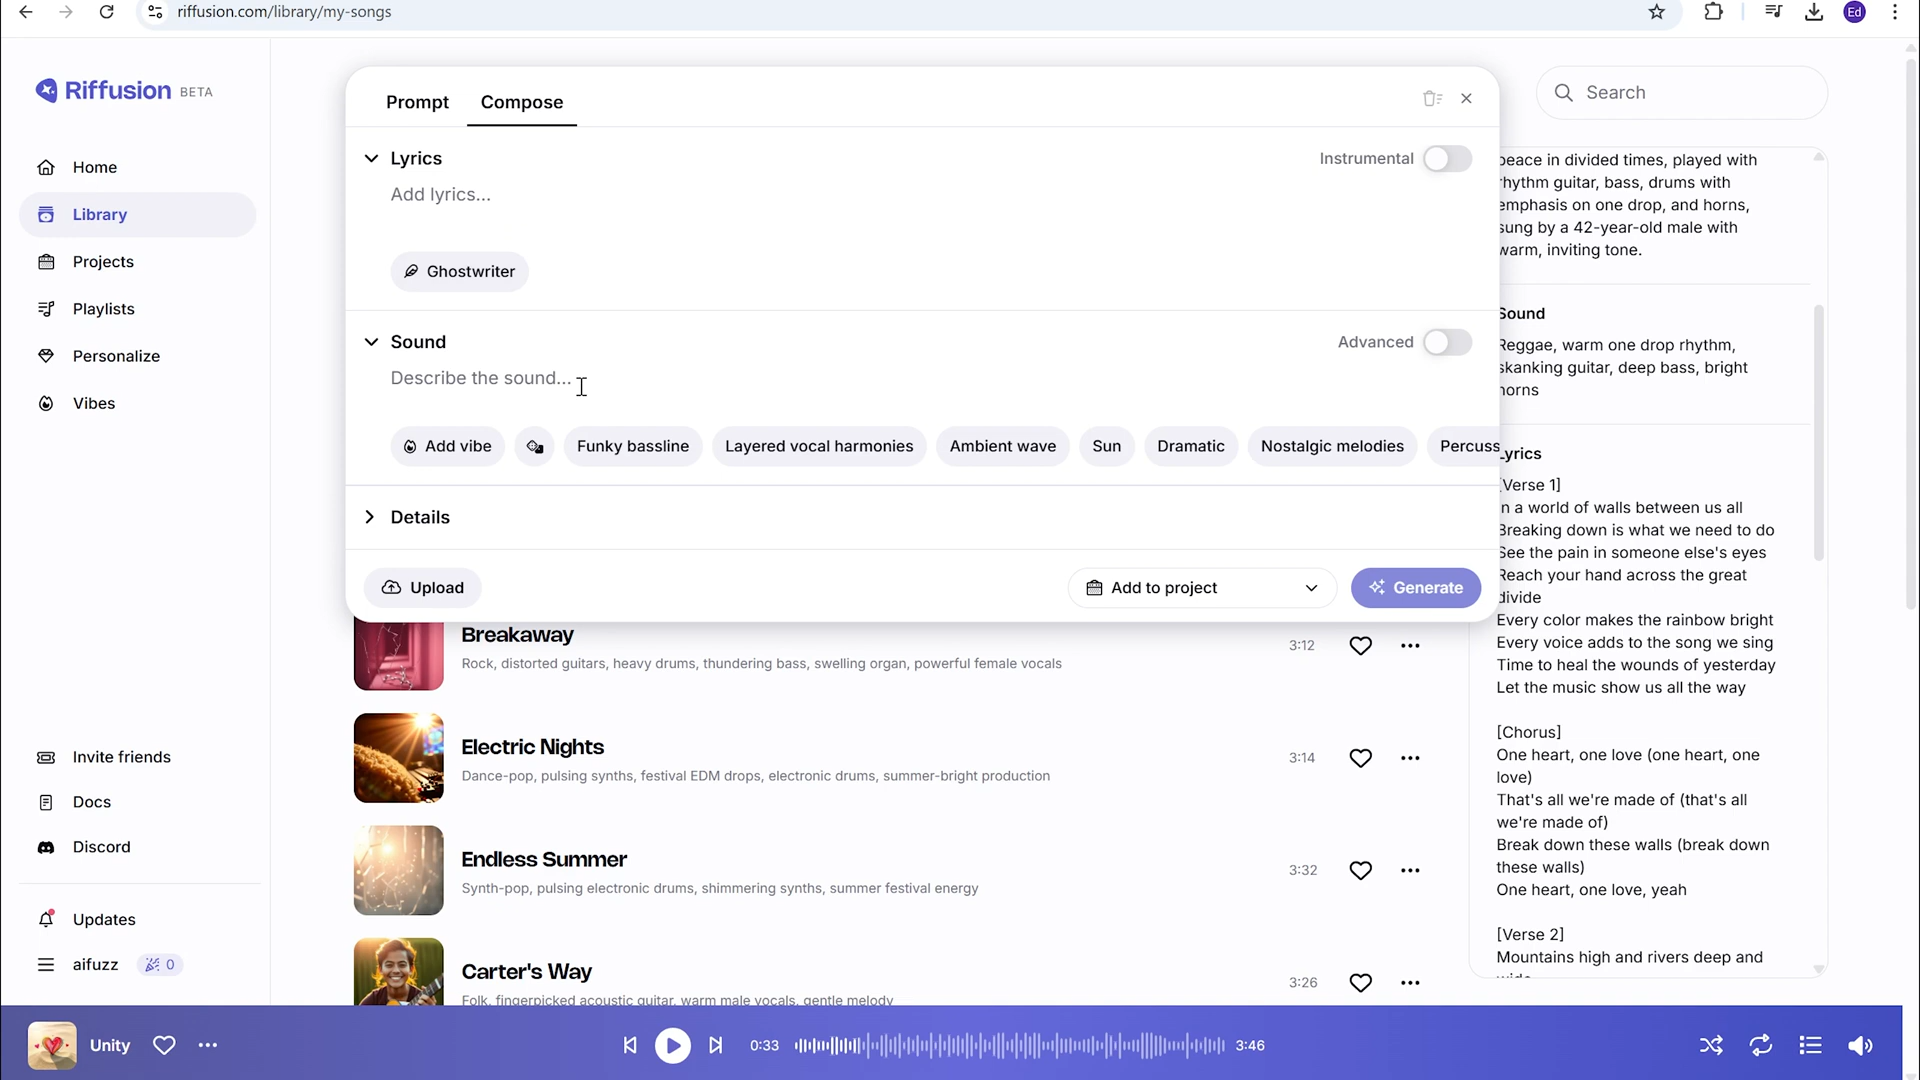 riffusion.com/library/my-songs
Ed
Riffusion BETA
Home
Library
Projects
Playlists
Personalize
Vibes
Invite friends
Docs
Discord
Updates
aifuzz 0
Prompt Compose
Lyrics Instrumental
Add lyrics...
Ghostwriter
Sound Advanced
Describe the sound...
Add vibe Funky bassline Layered vocal harmonies Ambient wave Sun Dramatic Nostalgic melodies Percuss
Details
Upload Add to project Generate
Breakaway
Rock, distorted guitars, heavy drums, thundering bass, swelling organ, powerful female vocals
3:12
Electric Nights
Dance-pop, pulsing synths, festival EDM drops, electronic drums, summer-bright production
3:14
Endless Summer
Synth-pop, pulsing electronic drums, shimmering synths, summer festival energy
3:32
Carter's Way
Folk, fingerpicked acoustic guitar, warm male vocals, gentle melody
3:26
Search
peace in divided times, played with
rhythm guitar, bass, drums with
emphasis on one drop, and horns,
sung by a 42-year-old male with
warm, inviting tone.
Sound
Reggae, warm one drop rhythm,
skanking guitar, deep bass, bright
horns
Lyrics
[Verse 1]
In a world of walls between us all
Breaking down is what we need to do
See the pain in someone else's eyes
Reach your hand across the great
divide
Every color makes the rainbow bright
Every voice adds to the song we sing
Time to heal the wounds of yesterday
Let the music show us all the way
[Chorus]
One heart, one love (one heart, one
love)
That's all we're made of (that's all
we're made of)
Break down these walls (break down
these walls)
One heart, one love, yeah
[Verse 2]
Mountains high and rivers deep and
Unity
0:33 3:46